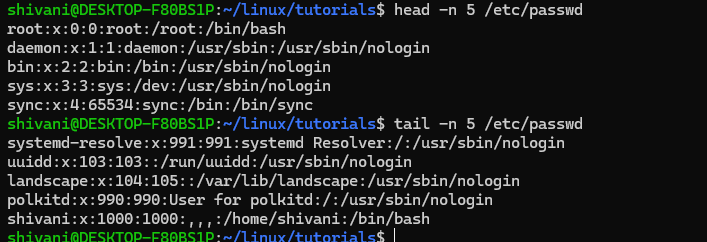 shivani@DESKTOP-F80BS1P:~/linux/tutorials$ head -n 5 /etc/passwd
root:x:0:0:root:/root:/bin/bash
daemon:x:1:1:daemon:/usr/sbin:/usr/sbin/nologin
bin:x:2:2:bin:/bin:/usr/sbin/nologin
sys:x:3:3:sys:/dev:/usr/sbin/nologin
sync:x:4:65534:sync:/bin:/bin/sync
shivani@DESKTOP-F80BS1P:~/linux/tutorials$ tail -n 5 /etc/passwd
systemd-resolve:x:991:991:systemd Resolver:/:/usr/sbin/nologin
uuidd:x:103:103::/run/uuidd:/usr/sbin/nologin
landscape:x:104:105::/var/lib/landscape:/usr/sbin/nologin
polkitd:x:990:990:User for polkitd:/:/usr/sbin/nologin
shivani:x:1000:1000:,,,:/home/shivani:/bin/bash
shivani@DESKTOP-F80BS1P:~/linux/tutorials$